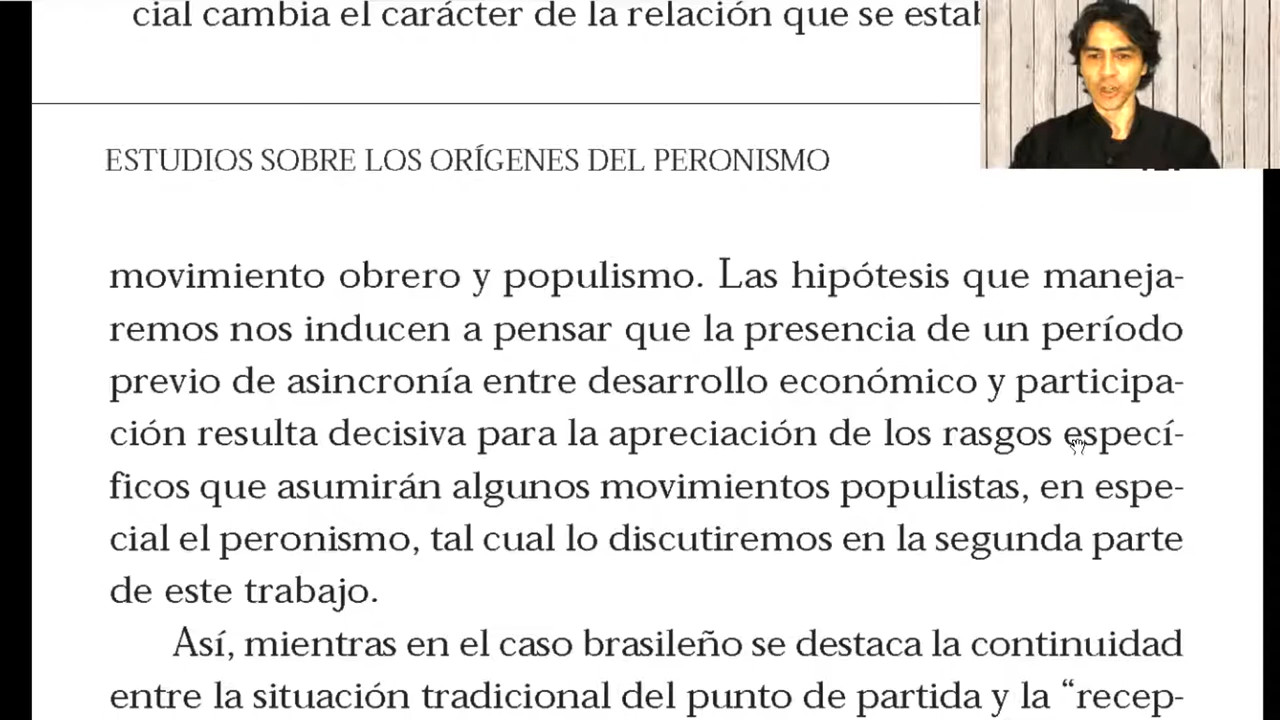 cial cambia el carácter de la relación que se
ESTUDIOS SOBRE LOS ORÍGENES DEL PERONISMO
movimiento obrero y populismo. Las hipótesis que maneja-
remos nos inducen a pensar que la presencia de un período
previo de asincronía entre desarrollo económico y participa-
ción resulta decisiva para la apreciación de los rasgos especí-
ficos que asumirán algunos movimientos populistas, en espe-
cial el peronismo, tal cual lo discutiremos en la segunda parte
de este trabajo.
Así, mientras en el caso brasileño se destaca la continuidad
entre la situación tradicional del punto de partida y la “recep-